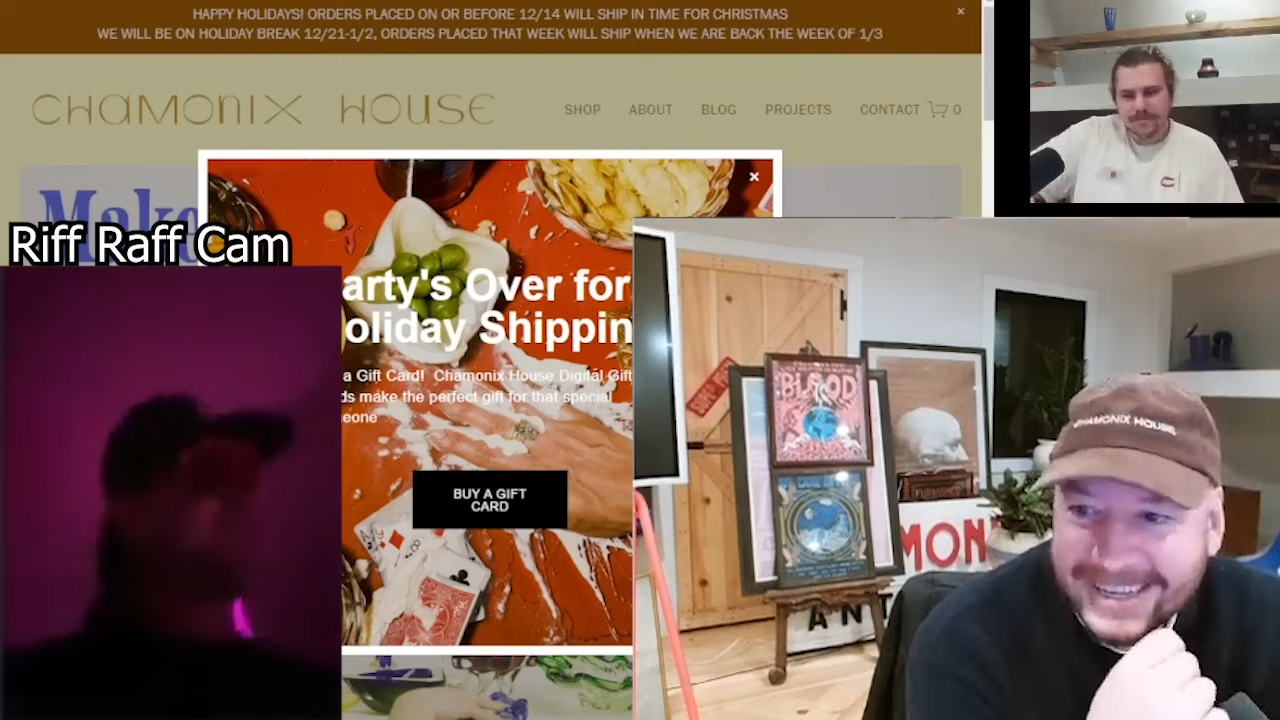 HAPPY HOLIDAYS! ORDERS PLACED ON OR BEFORE 12/14 WILL SHIP IN TIME FOR CHRISTMAS
WE WILL BE ON HOLIDAY BREAK 12/21-1/2, ORDERS PLACED THAT WEEK WILL SHIP WHEN WE ARE BACK THE WEEK OF 1/3
CHAMONIX HOUSE
SHOP ABOUT BLOG PROJECTS CONTACT 0
Make
Riff Raff Cam
arty's Over for
oliday Shippin
a Gift Card! Chamonix House Digital Gift
ds make the perfect gift for that special
eone
BUY A GIFT
CARD
BLOOD
CHAMONIX HOUSE
MON
ANT